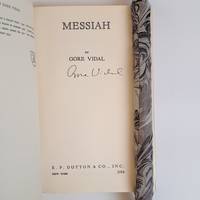 MESSIAH
BY
GORE VIDAL
Gore Vidal
E. P. DUTTON & CO., INC.
NEW YORK 1954